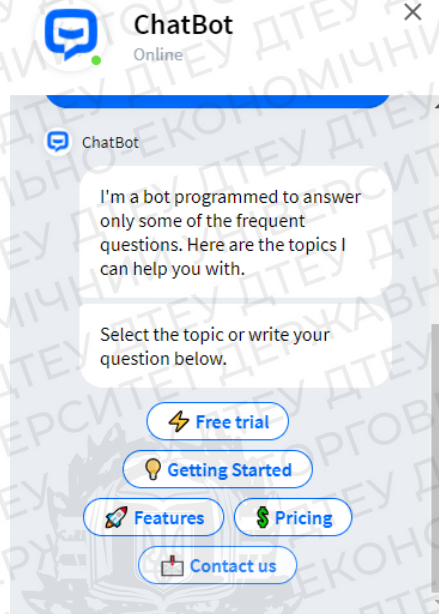 ChatBot
Online
ChatBot
I'm a bot programmed to answer
only some of the frequent
questions. Here are the topics I
can help you with.
Select the topic or write your
question below.
Free trial
Getting Started
Features
Pricing
Contact us